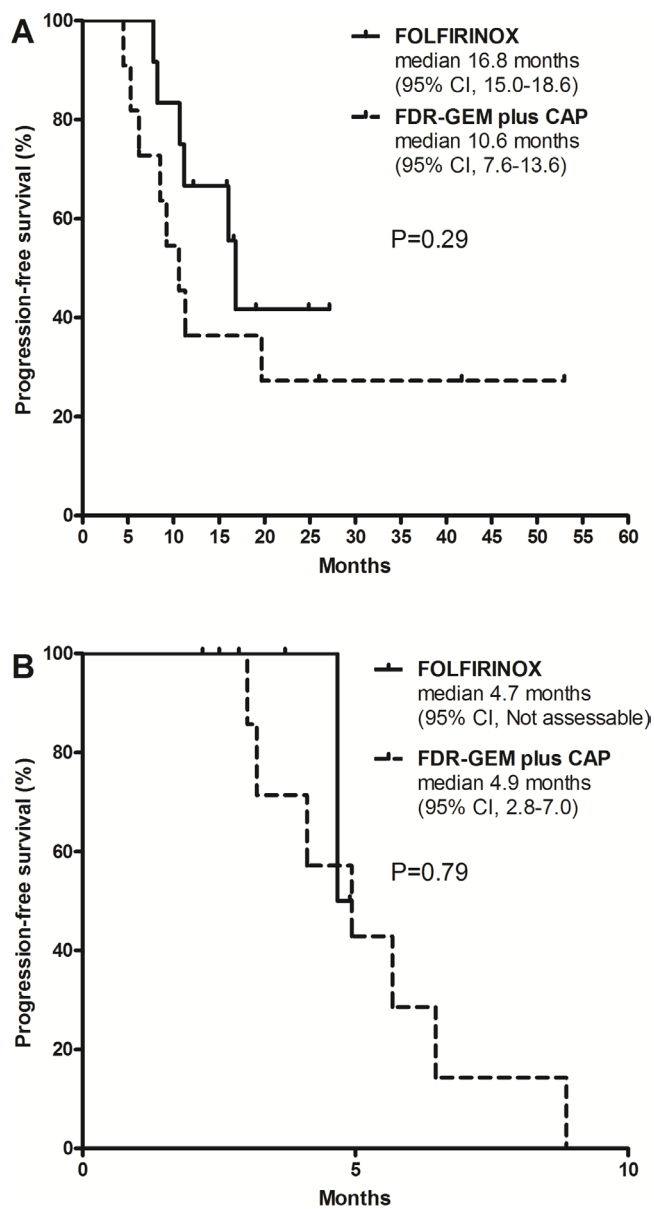 A
100
80
60
40
20
0
Progression-free survival (%)
FOLFIRINOX
median 16.8 months
(95% CI, 15.0-18.6)
FDR-GEM plus CAP
median 10.6 months
(95% CI, 7.6-13.6)
P=0.29
0 5 10 15 20 25 30 35 40 45 50 55 60
Months
B
100
80
60
40
20
0
Progression-free survival (%)
FOLFIRINOX
median 4.7 months
(95% CI, Not assessable)
FDR-GEM plus CAP
median 4.9 months
(95% CI, 2.8-7.0)
P=0.79
0 5 10
Months